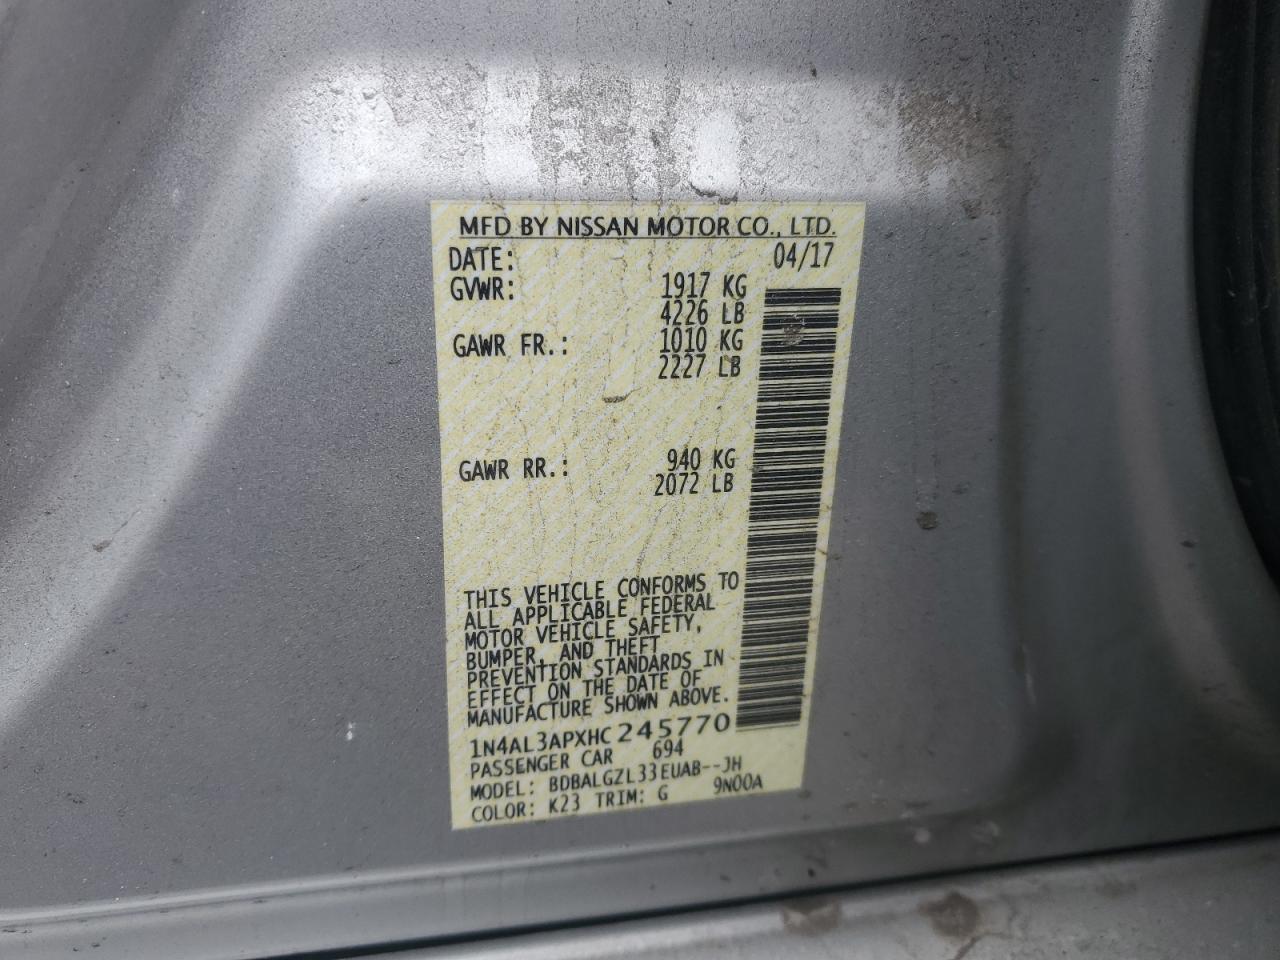 MFD BY NISSAN MOTOR CO., LTD.
DATE: 04/17
GVWR: 1917 KG
4226 LB
GAWR FR.: 1010 KG
2227 LB
GAWR RR.: 940 KG
2072 LB
THIS VEHICLE CONFORMS TO
ALL APPLICABLE FEDERAL
MOTOR VEHICLE SAFETY,
BUMPER, AND THEFT
PREVENTION STANDARDS IN
EFFECT ON THE DATE OF
MANUFACTURE SHOWN ABOVE.
1N4AL3APXHC245770
PASSENGER CAR 694
MODEL: BDBALGZL33EUAB--JH
COLOR: K23 TRIM: G 9N00A